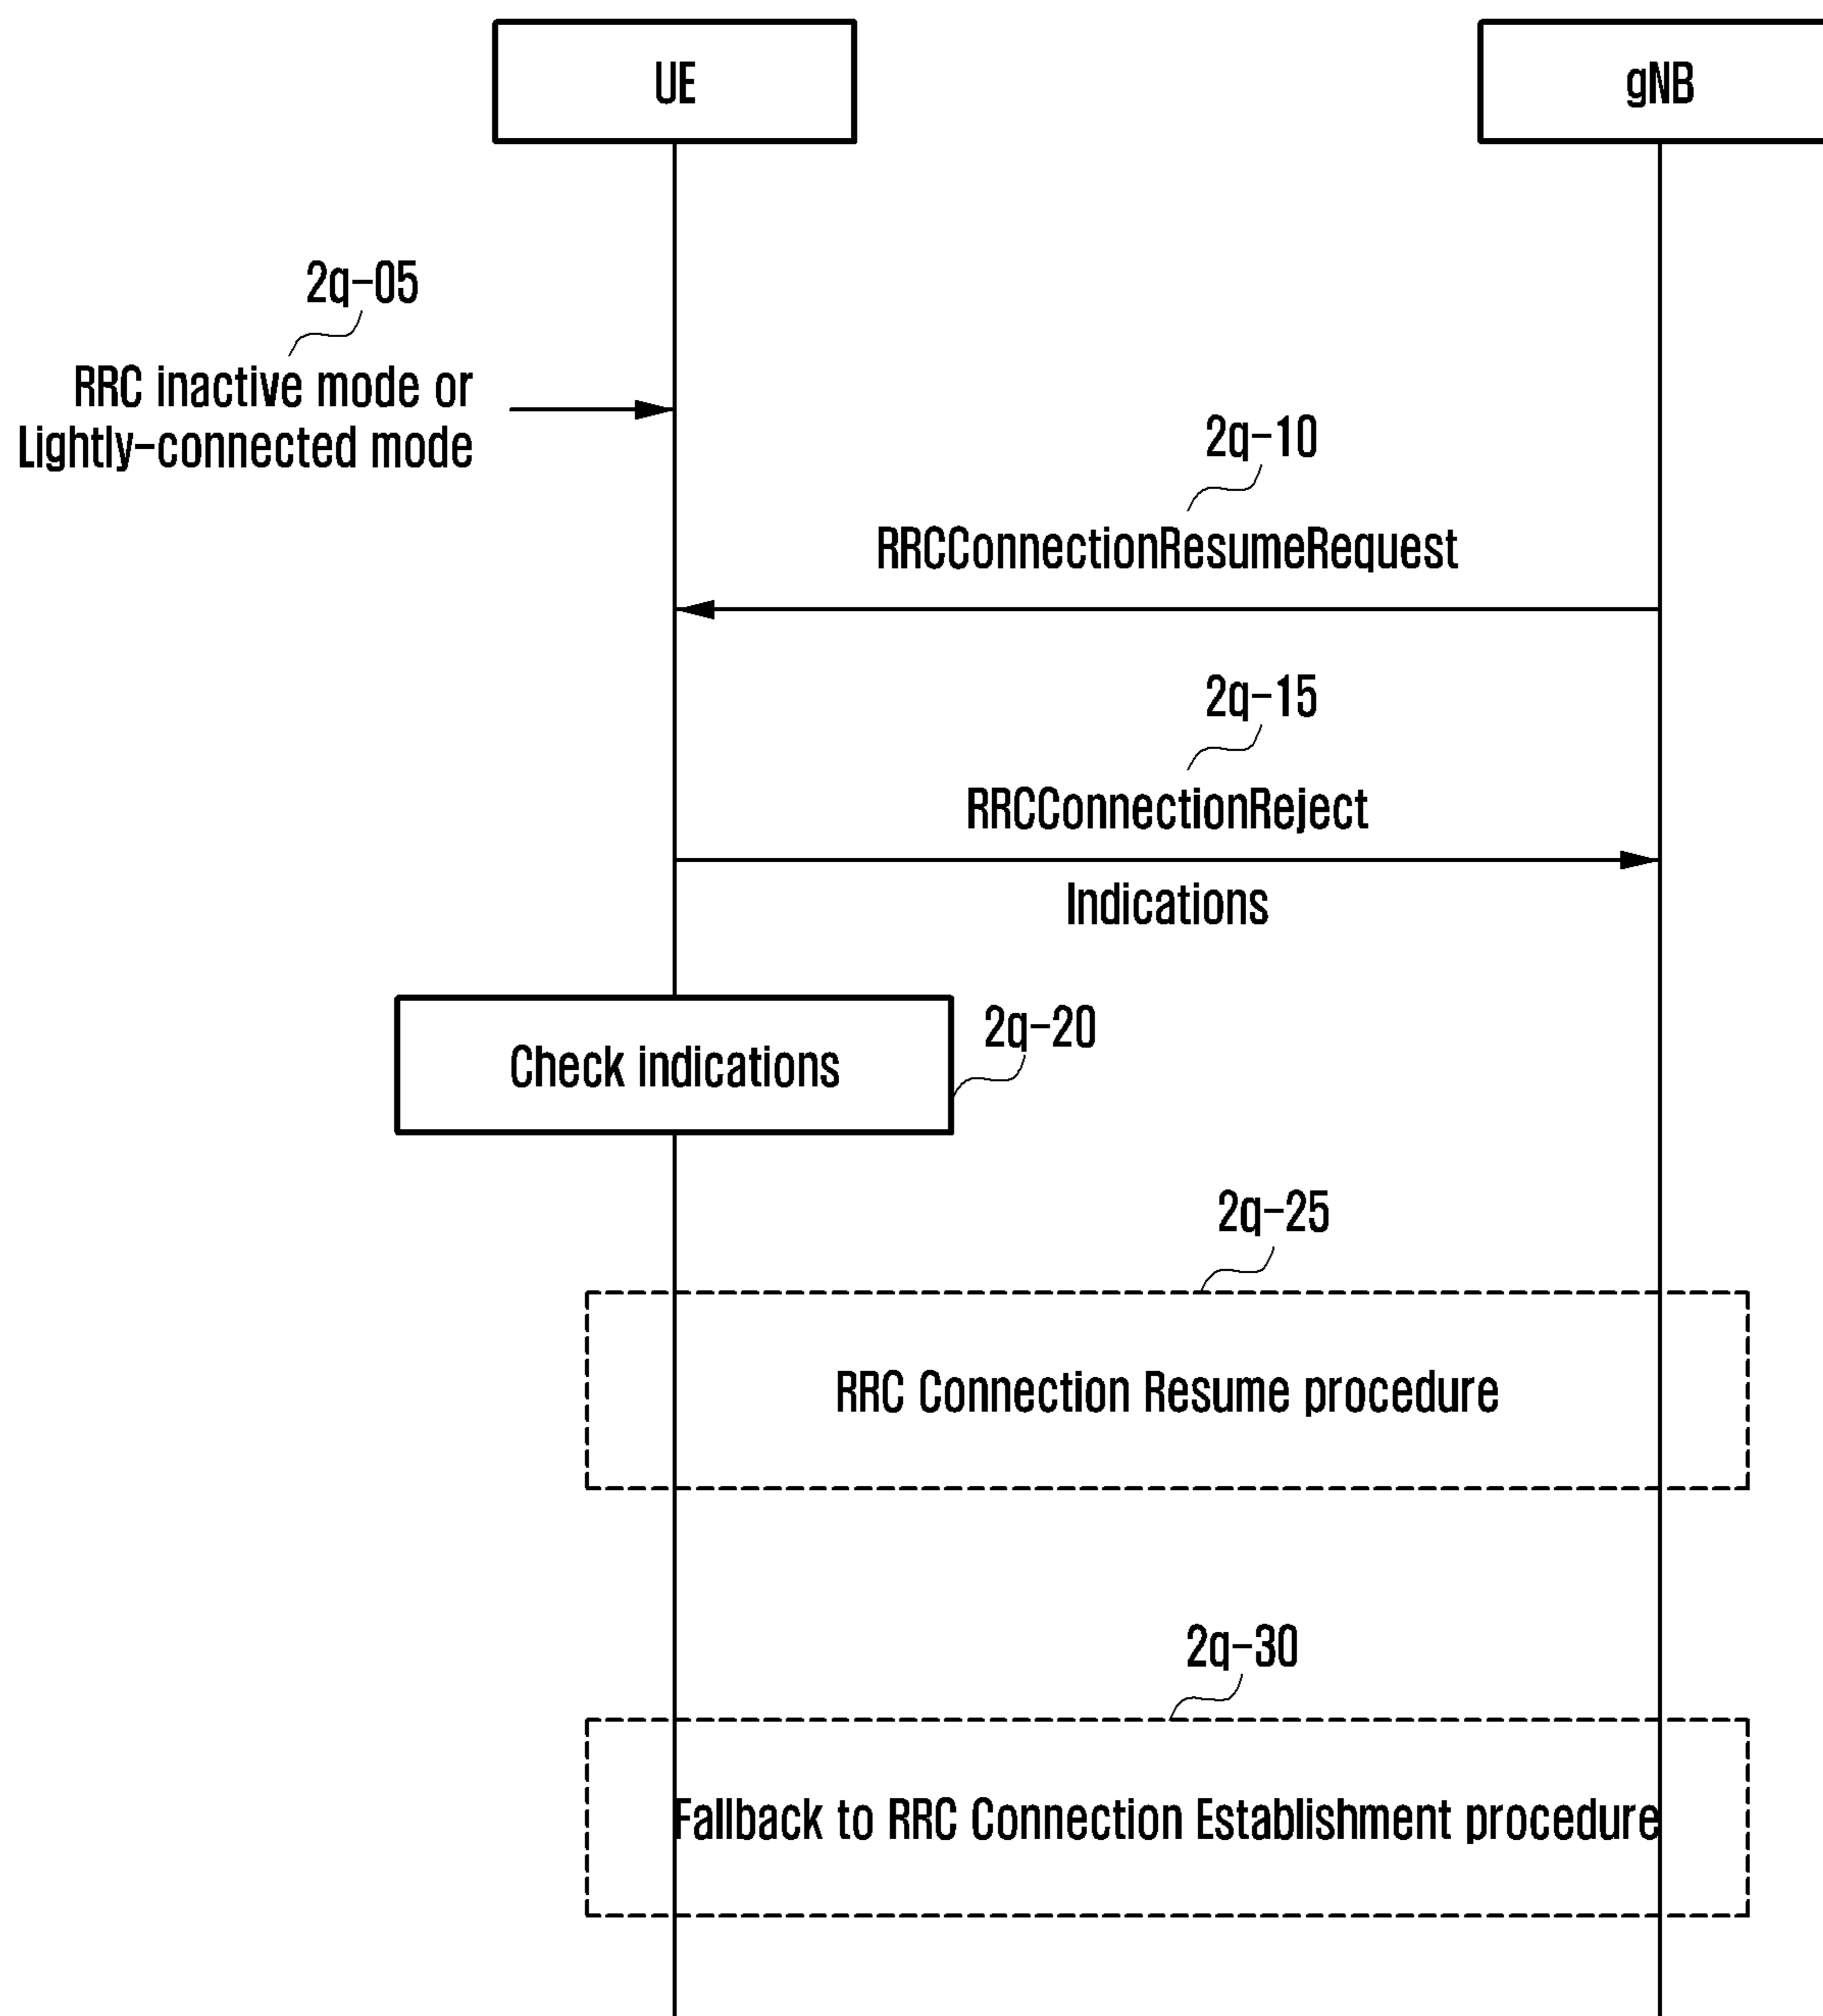 UE
gNB
2q-05
RRC inactive mode or
Lightly-connected mode
2q-10
RRCConnectionResumeRequest
2q-15
RRCConnectionReject
Indications
Check indications
2q-20
2q-25
RRC Connection Resume procedure
2q-30
Fallback to RRC Connection Establishment procedure